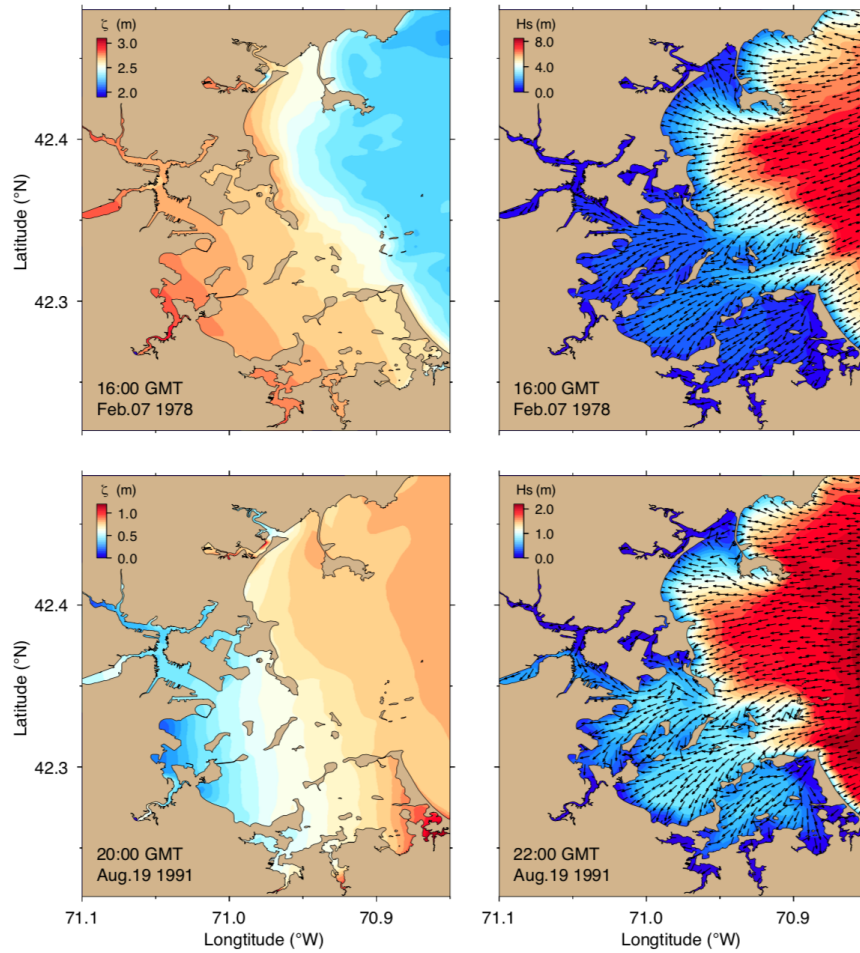 ζ (m)
3.0
2.5
2.0
42.4
42.3
Latitude (°N)
16:00 GMT
Feb.07 1978
Hs (m)
8.0
4.0
0.0
16:00 GMT
Feb.07 1978
ζ (m)
1.0
0.5
0.0
42.4
42.3
Latitude (°N)
20:00 GMT
Aug.19 1991
71.1
71.0
70.9
Longtitude (°W)
Hs (m)
2.0
1.0
0.0
22:00 GMT
Aug.19 1991
71.1
71.0
70.9
Longtitude (°W)